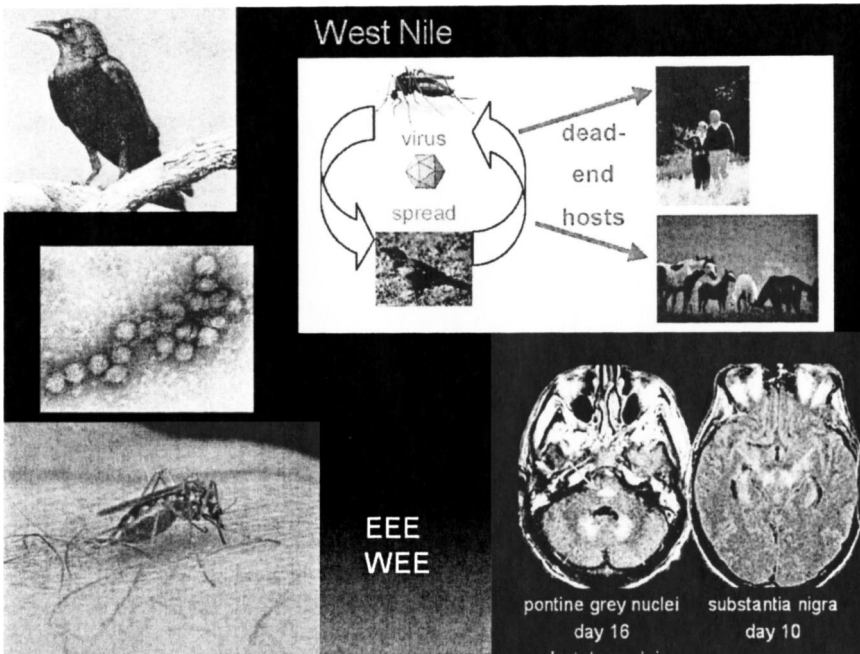 West Nile
virus
spread
dead-
end
hosts
EEE
WEE
pontine grey nuclei
day 16
substantia nigra
day 10